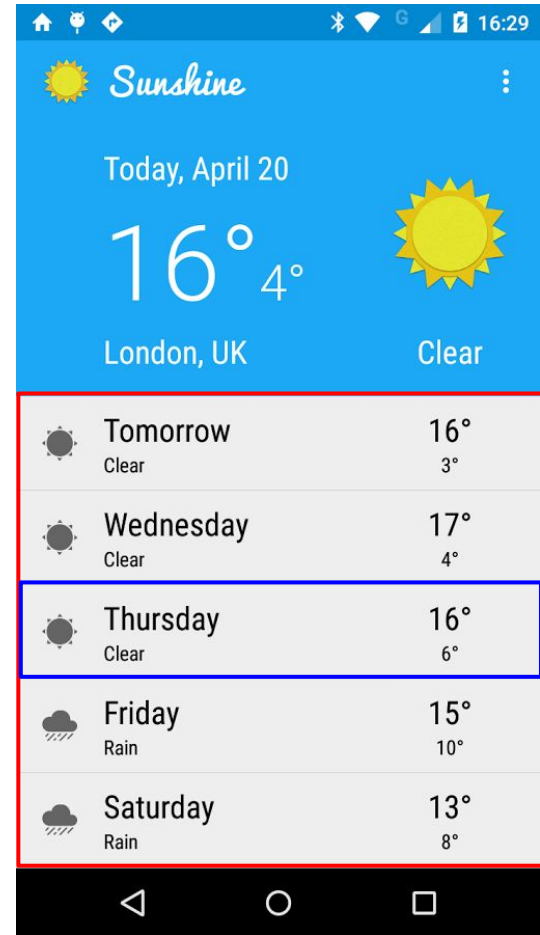 G 16:29
Sunshine
Today, April 20
16° 4°
London, UK Clear
Tomorrow 16°
Clear 3°
Wednesday 17°
Clear 4°
Thursday 16°
Clear 6°
Friday 15°
Rain 10°
Saturday 13°
Rain 8°